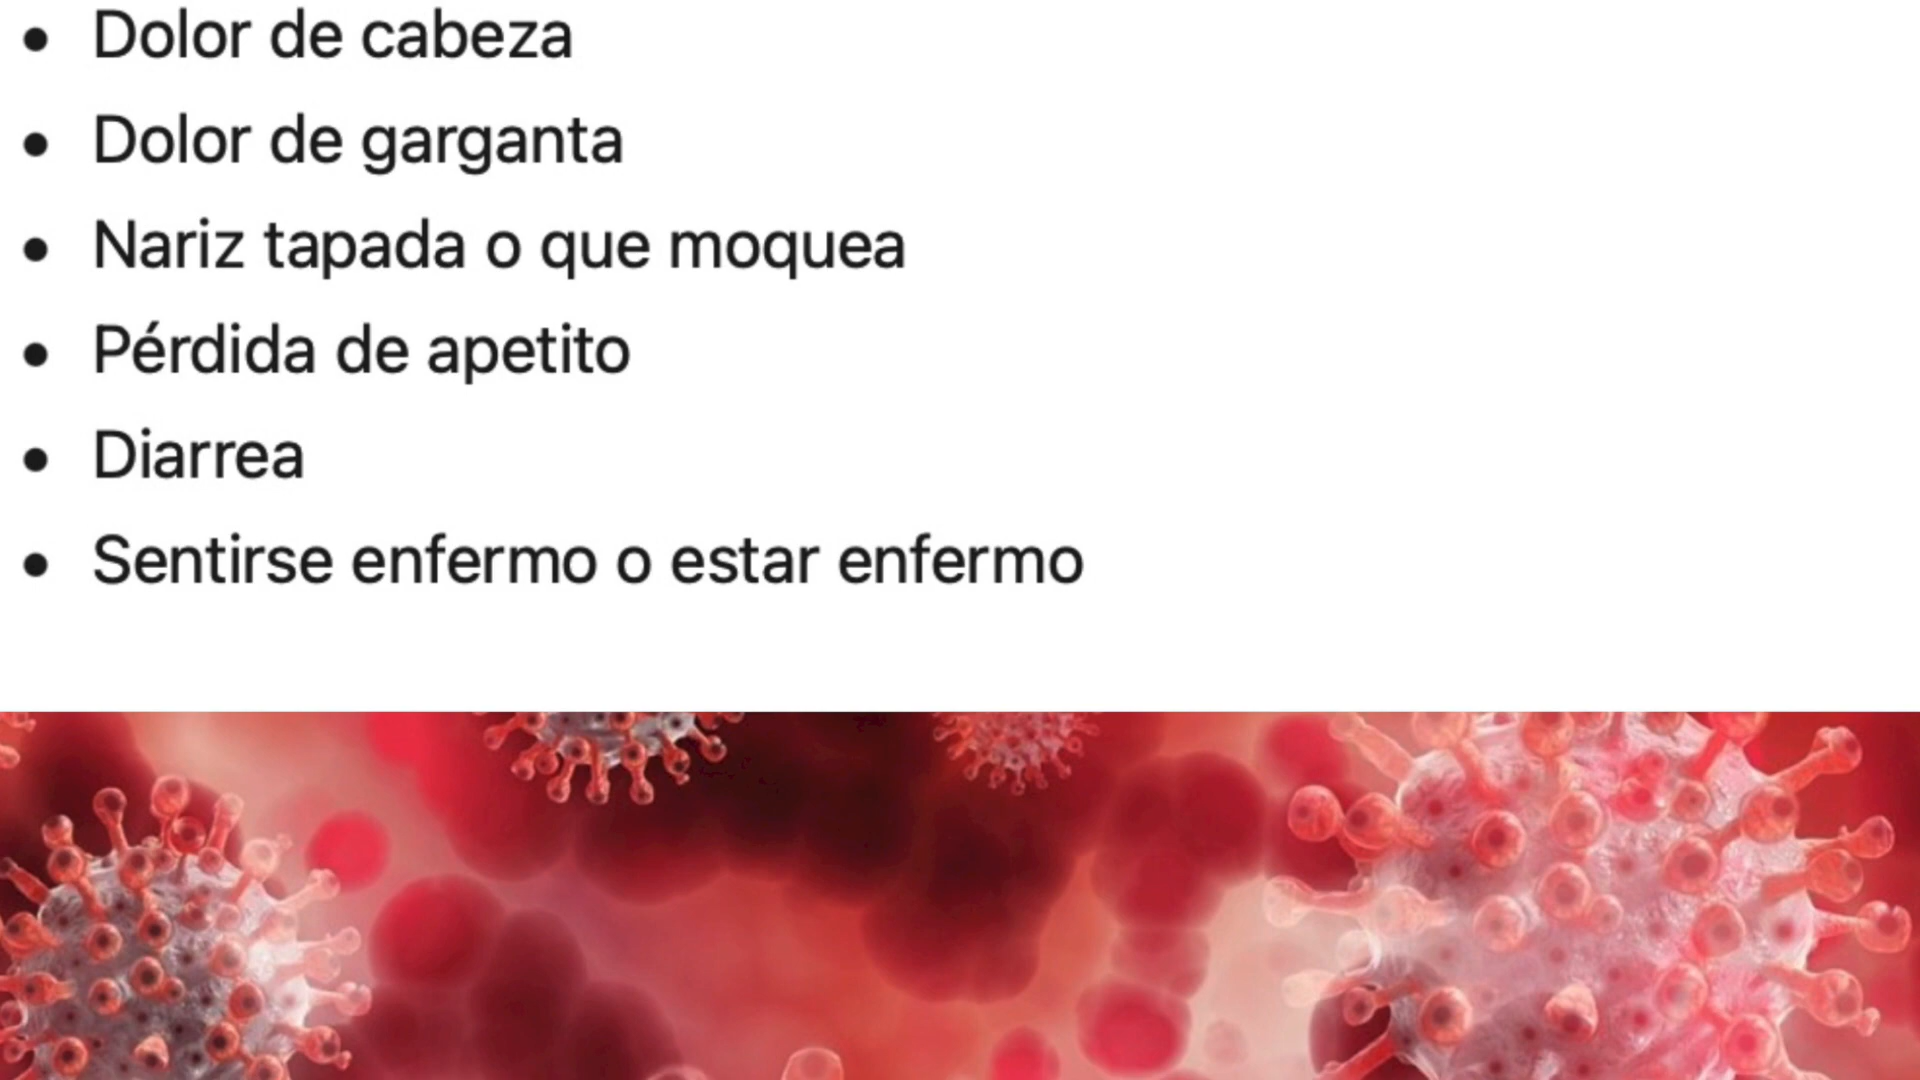 • Dolor de cabeza
• Dolor de garganta
• Nariz tapada o que moquea
• Pérdida de apetito
• Diarrea
• Sentirse enfermo o estar enfermo